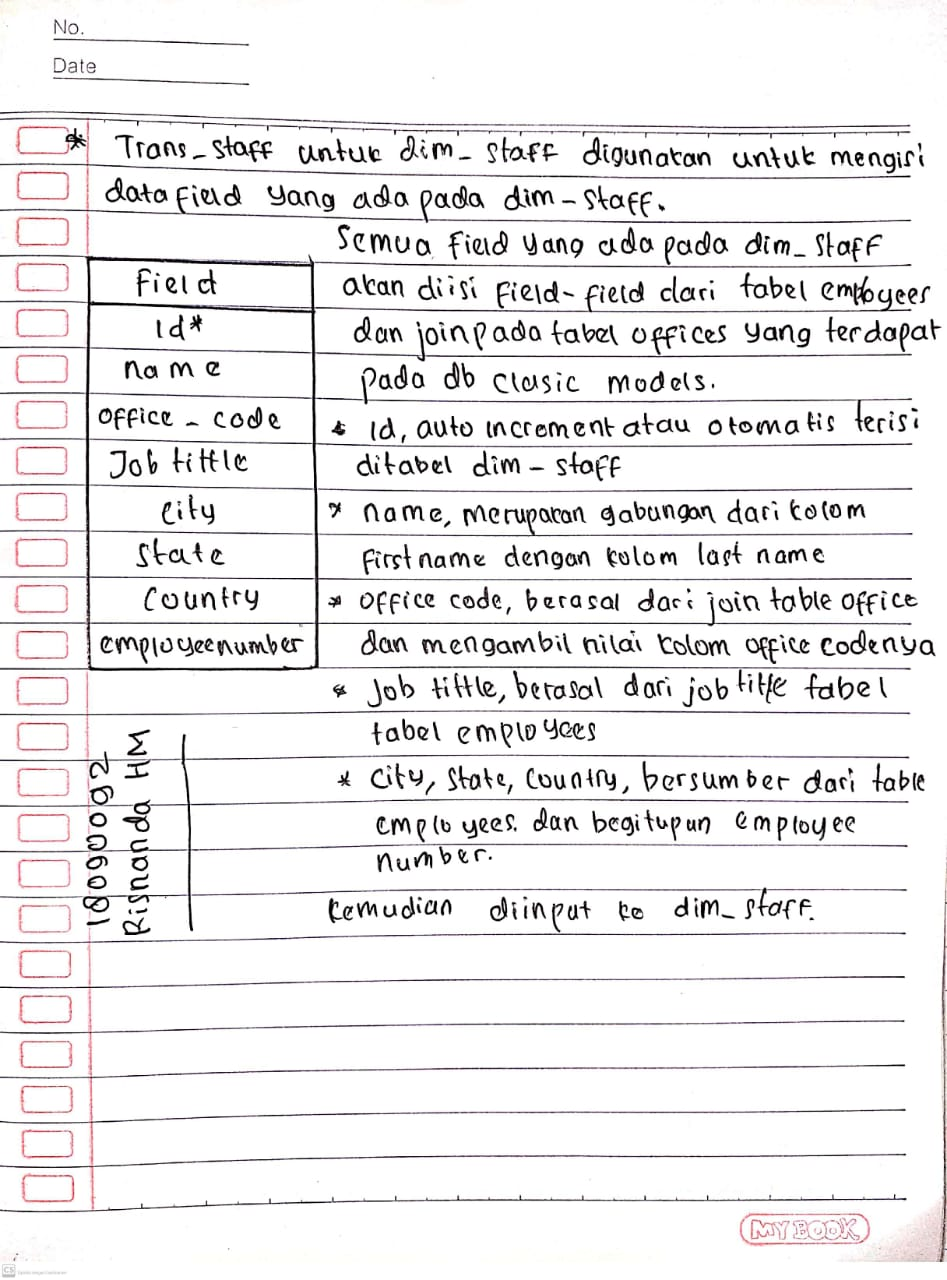 No.
Date
* Trans_staff untuk dim_staff digunakan untuk mengisi
data field yang ada pada dim-staff.
Semua field yang ada pada dim_staff
akan diisi field-field dari tabel employees
dan join pada tabel offices yang terdapat
pada db clasic models.
Field
Id*
name
office - code
Job tittle
city
state
Country
employeenumber
* Id, auto increment atau otomatis terisi
ditabel dim - staff
* name, merupakan gabungan dari kolom
first name dengan kolom last name
* office code, berasal dari join table office
dan mengambil nilai kolom office codenya
* Job tittle, berasal dari job title tabel
tabel employees
* City, State, Country, bersumber dari table
employees. dan begitupun employee
number.
Kemudian diinput ke dim_staff.
18090092
Risnanda HM
MY BOOK
CS